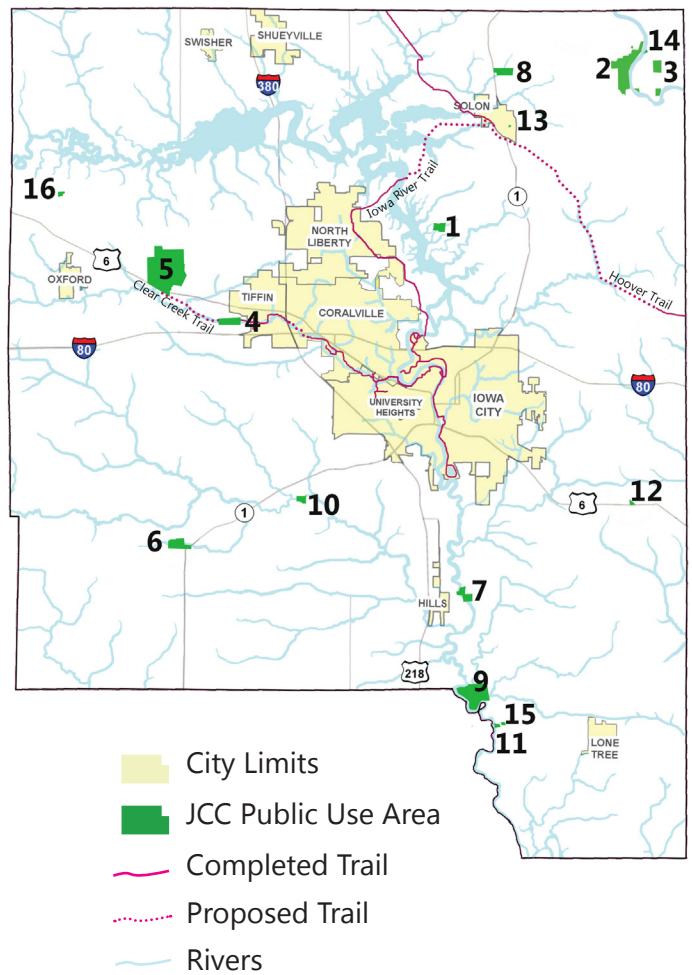 SHUEYVILLE
SWISHER
14
2
3
8
380
SOLON
13
16
Iowa River Trail
1
1
NORTH
LIBERTY
6
5
OXFORD
Hoover Trail
Clear Creek Trail
TIFFIN
4
CORALVILLE
80
80
UNIVERSITY
HEIGHTS
IOWA
CITY
12
10
6
1
6
7
HILLS
218
9
15
11
LONE
TREE
City Limits
JCC Public Use Area
Completed Trail
Proposed Trail
Rivers